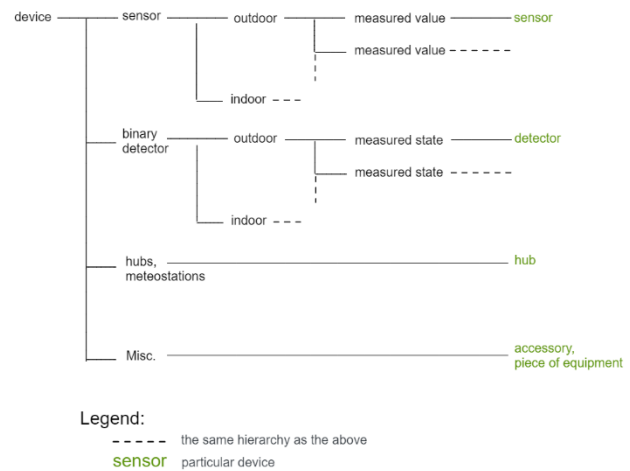 device sensor outdoor measured value sensor
measured value
indoor
binary
detector outdoor measured state detector
measured state
indoor
hubs,
meteostations hub
Misc. accessory,
piece of equipment
Legend:
the same hierarchy as the above
sensor particular device